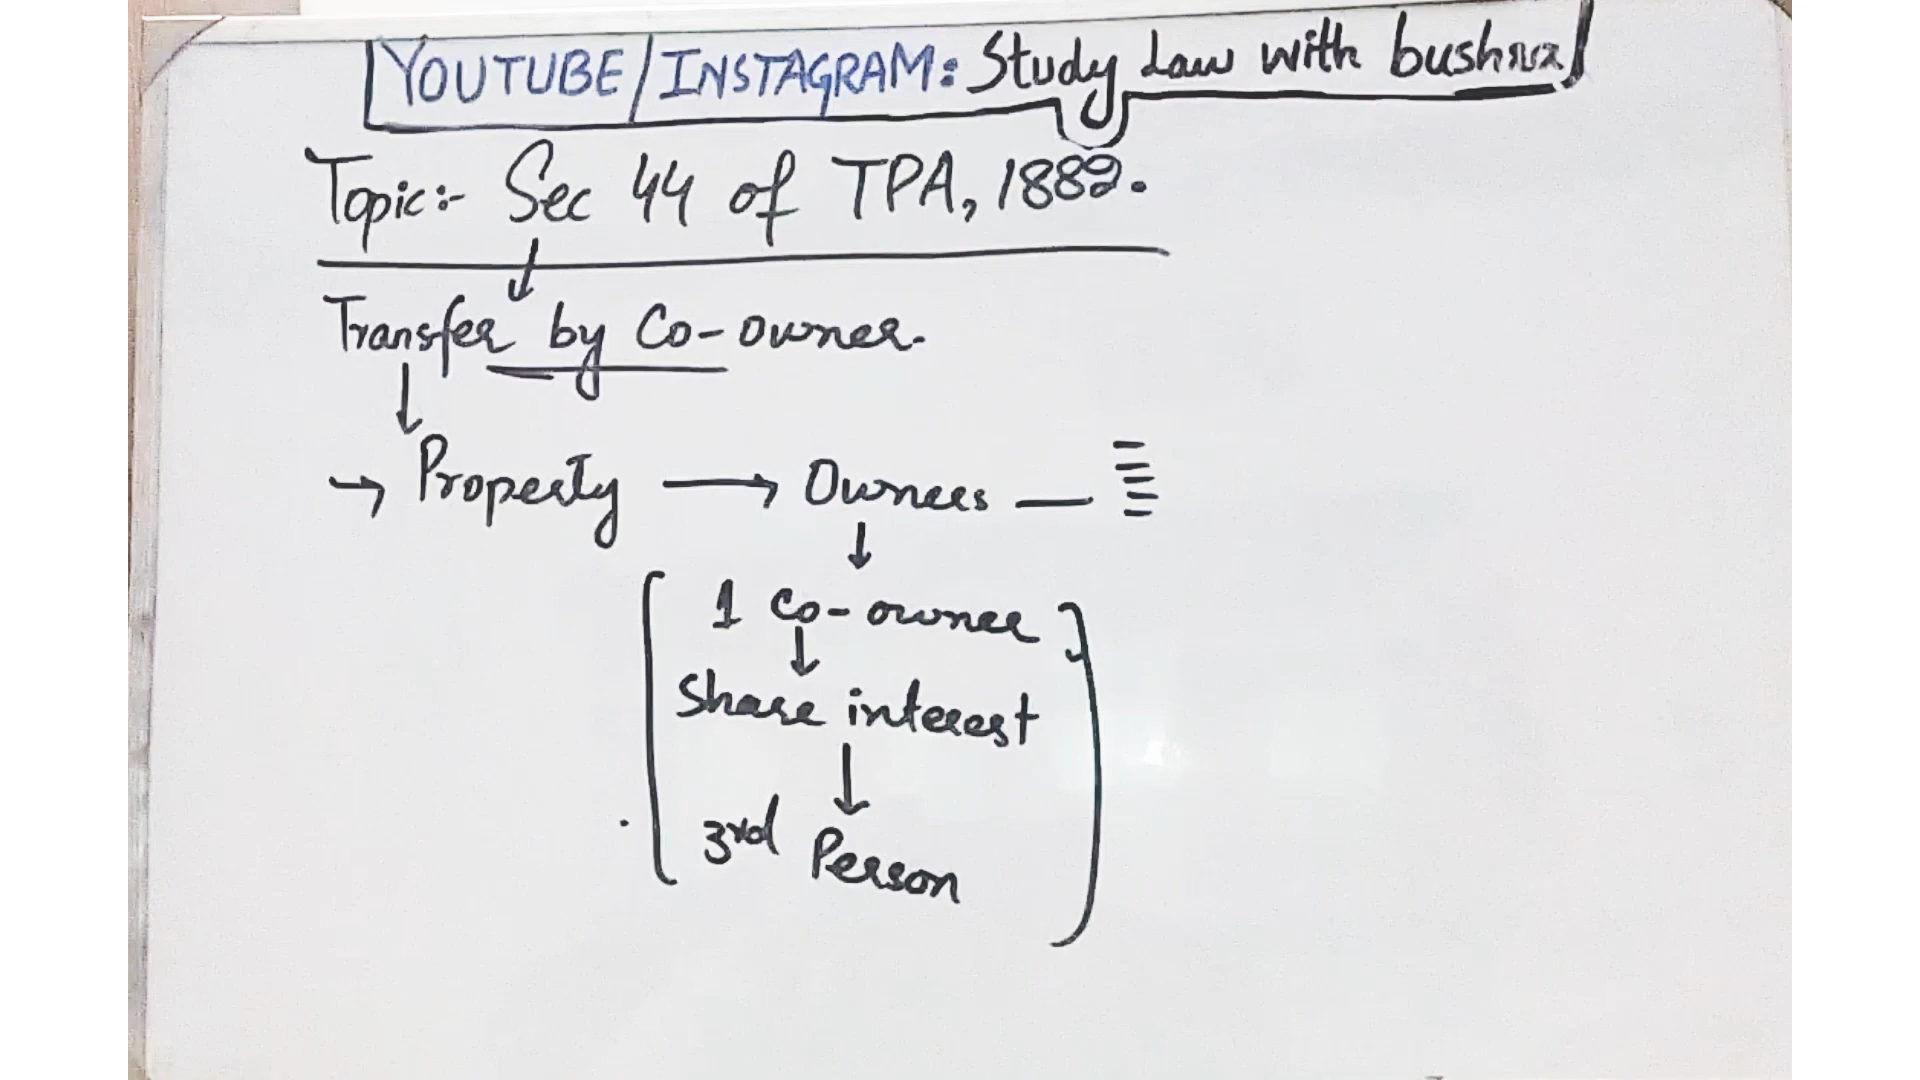 YOUTUBE/INSTAGRAM: Study Law with bushra
Topic:- Sec 44 of TPA, 1882.
Transfer by Co-owner.
→ Property → Owners —
1 co-owner
Share interest
3rd Person